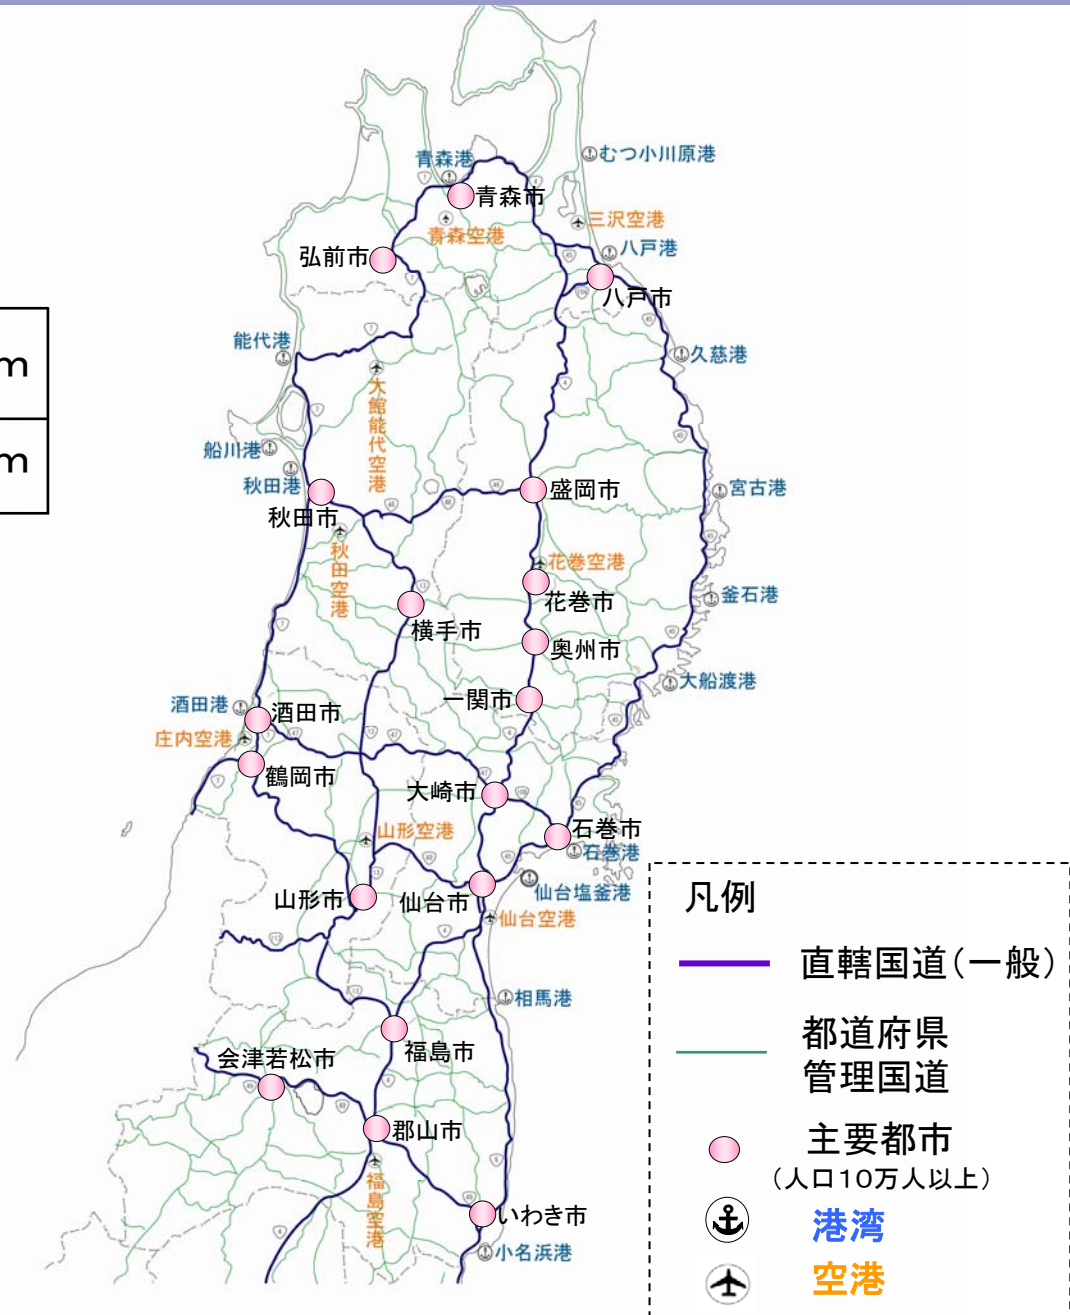 青森港
むつ小川原港
青森市
三沢空港
青森空港
八戸港
弘前市
八戸市
能代港
久慈港
m
大館能代空港
船川港
m
秋田港
盛岡市
宮古港
秋田市
秋田空港
花巻空港
釜石港
花巻市
横手市
奥州市
大船渡港
一関市
酒田港
酒田市
庄内空港
鶴岡市
大崎市
山形空港
石巻市
石巻港
山形市
仙台市
仙台塩釜港
仙台空港
相馬港
福島市
会津若松市
郡山市
福島空港
いわき市
小名浜港
凡例
直轄国道(一般)
都道府県
管理国道
主要都市
(人口10万人以上)
港湾
空港